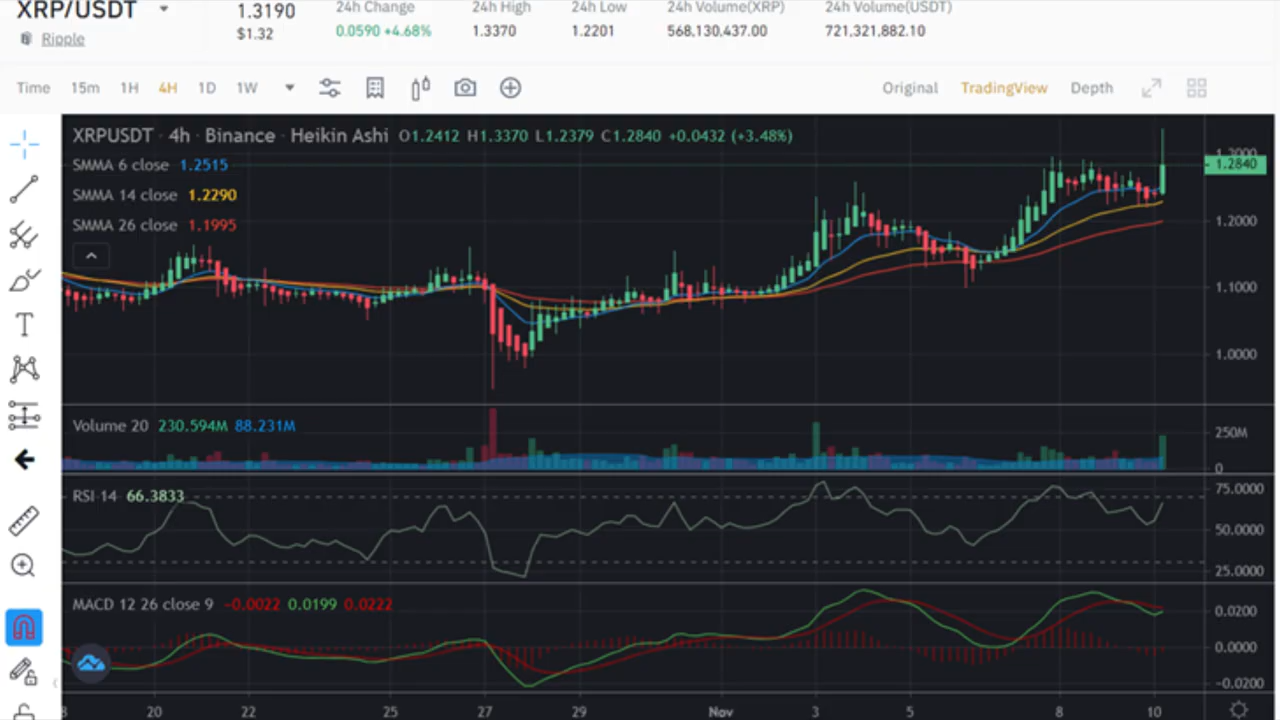 XRP/USDT 1.3190 24h Change 24h High 24h Low 24h Volume(XRP) 24h Volume(USDT)
Ripple $1.32 0.0590 +4.68% 1.3370 1.2201 568,130,437.00 721,321,882.10
Time 15m 1H 4H 1D 1W Original TradingView Depth
XRPUSDT · 4h · Binance · Heikin Ashi O1.2412 H1.3370 L1.2379 C1.2840 +0.0432 (+3.48%)
1.3000
1.2840
SMMA 6 close 1.2515
SMMA 14 close 1.2290
SMMA 26 close 1.1995
1.2000
1.1000
1.0000
Volume 20 230.594M 88.231M
250M
0
RSI 14 66.3833
75.0000
50.0000
25.0000
MACD 12 26 close 9 -0.0022 0.0199 0.0222
0.0200
0.0000
-0.0200
20 22 25 27 29 Nov 3 5 8 10